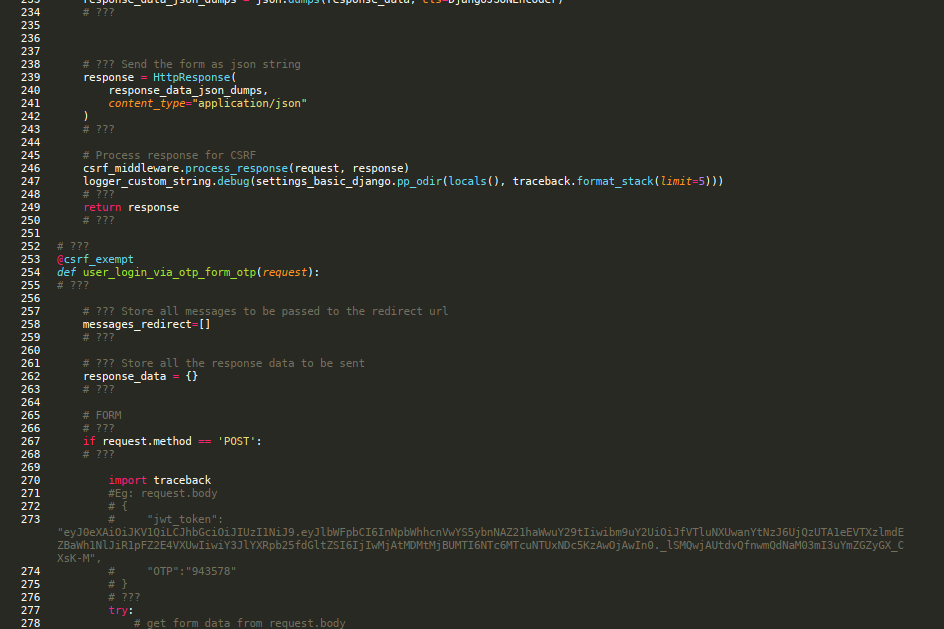 233     response_data_json_dumps = json.dumps(response_data, cls=DjangoJSONEncoder)
234     # ???
235
236
237
238     # ??? Send the form as json string
239     response = HttpResponse(
240         response_data_json_dumps,
241         content_type="application/json"
242     )
243     # ???
244
245     # Process response for CSRF
246     csrf_middleware.process_response(request, response)
247     logger_custom_string.debug(settings_basic_django.pp_odir(locals(), traceback.format_stack(limit=5)))
248     # ???
249     return response
250     # ???
251
252 # ???
253 @csrf_exempt
254 def user_login_via_otp_form_otp(request):
255 # ???
256
257     # ??? Store all messages to be passed to the redirect url
258     messages_redirect=[]
259     # ???
260
261     # ??? Store all the response data to be sent
262     response_data = {}
263     # ???
264
265     # FORM
266     # ???
267     if request.method == 'POST':
268     # ???
269
270         import traceback
271         #Eg: request.body
272         # {
273         #     "jwt_token":
"eyJ0eXAiOiJKV1QiLCJhbGciOiJIUzI1NiJ9.eyJlbWFpbCI6InNpbWhhcnVwYS5ybnNAZ21haWwuY29tIiwibm9uY2UiOiJfVTluNXUwanYtNzJ6UjQzUTA1eEVTXzlmdE
ZBaWh1NlJiR1pFZ2E4VXUwIiwiY3JlYXRpb25fdGltZSI6IjIwMjAtMDMtMjBUMTI6NTc6MTcuNTUxNDc5KzAwOjAwIn0._lSMQwjAUtdvQfnwmQdNaM03mI3uYmZGZyGX_C
XsK-M",
274         #     "OTP":"943578"
275         # }
276         # ???
277         try:
278             # get form data from request.body